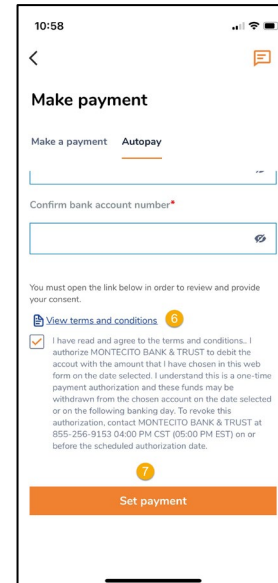 10:58
Make payment
Make a payment Autopay
Confirm bank account number*
You must open the link below in order to review and provide
your consent.
View terms and conditions 6
I have read and agree to the terms and conditions.. I
authorize MONTECITO BANK & TRUST to debit the
accout with the amount that I have chosen in this web
form on the date selected. I understand this is a one-time
payment authorization and these funds may be
withdrawn from the chosen account on the date selected
or on the following banking day. To revoke this
authorization, contact MONTECITO BANK & TRUST at
855-256-9153 04:00 PM CST (05:00 PM EST) on or
before the scheduled authorization date.
7
Set payment